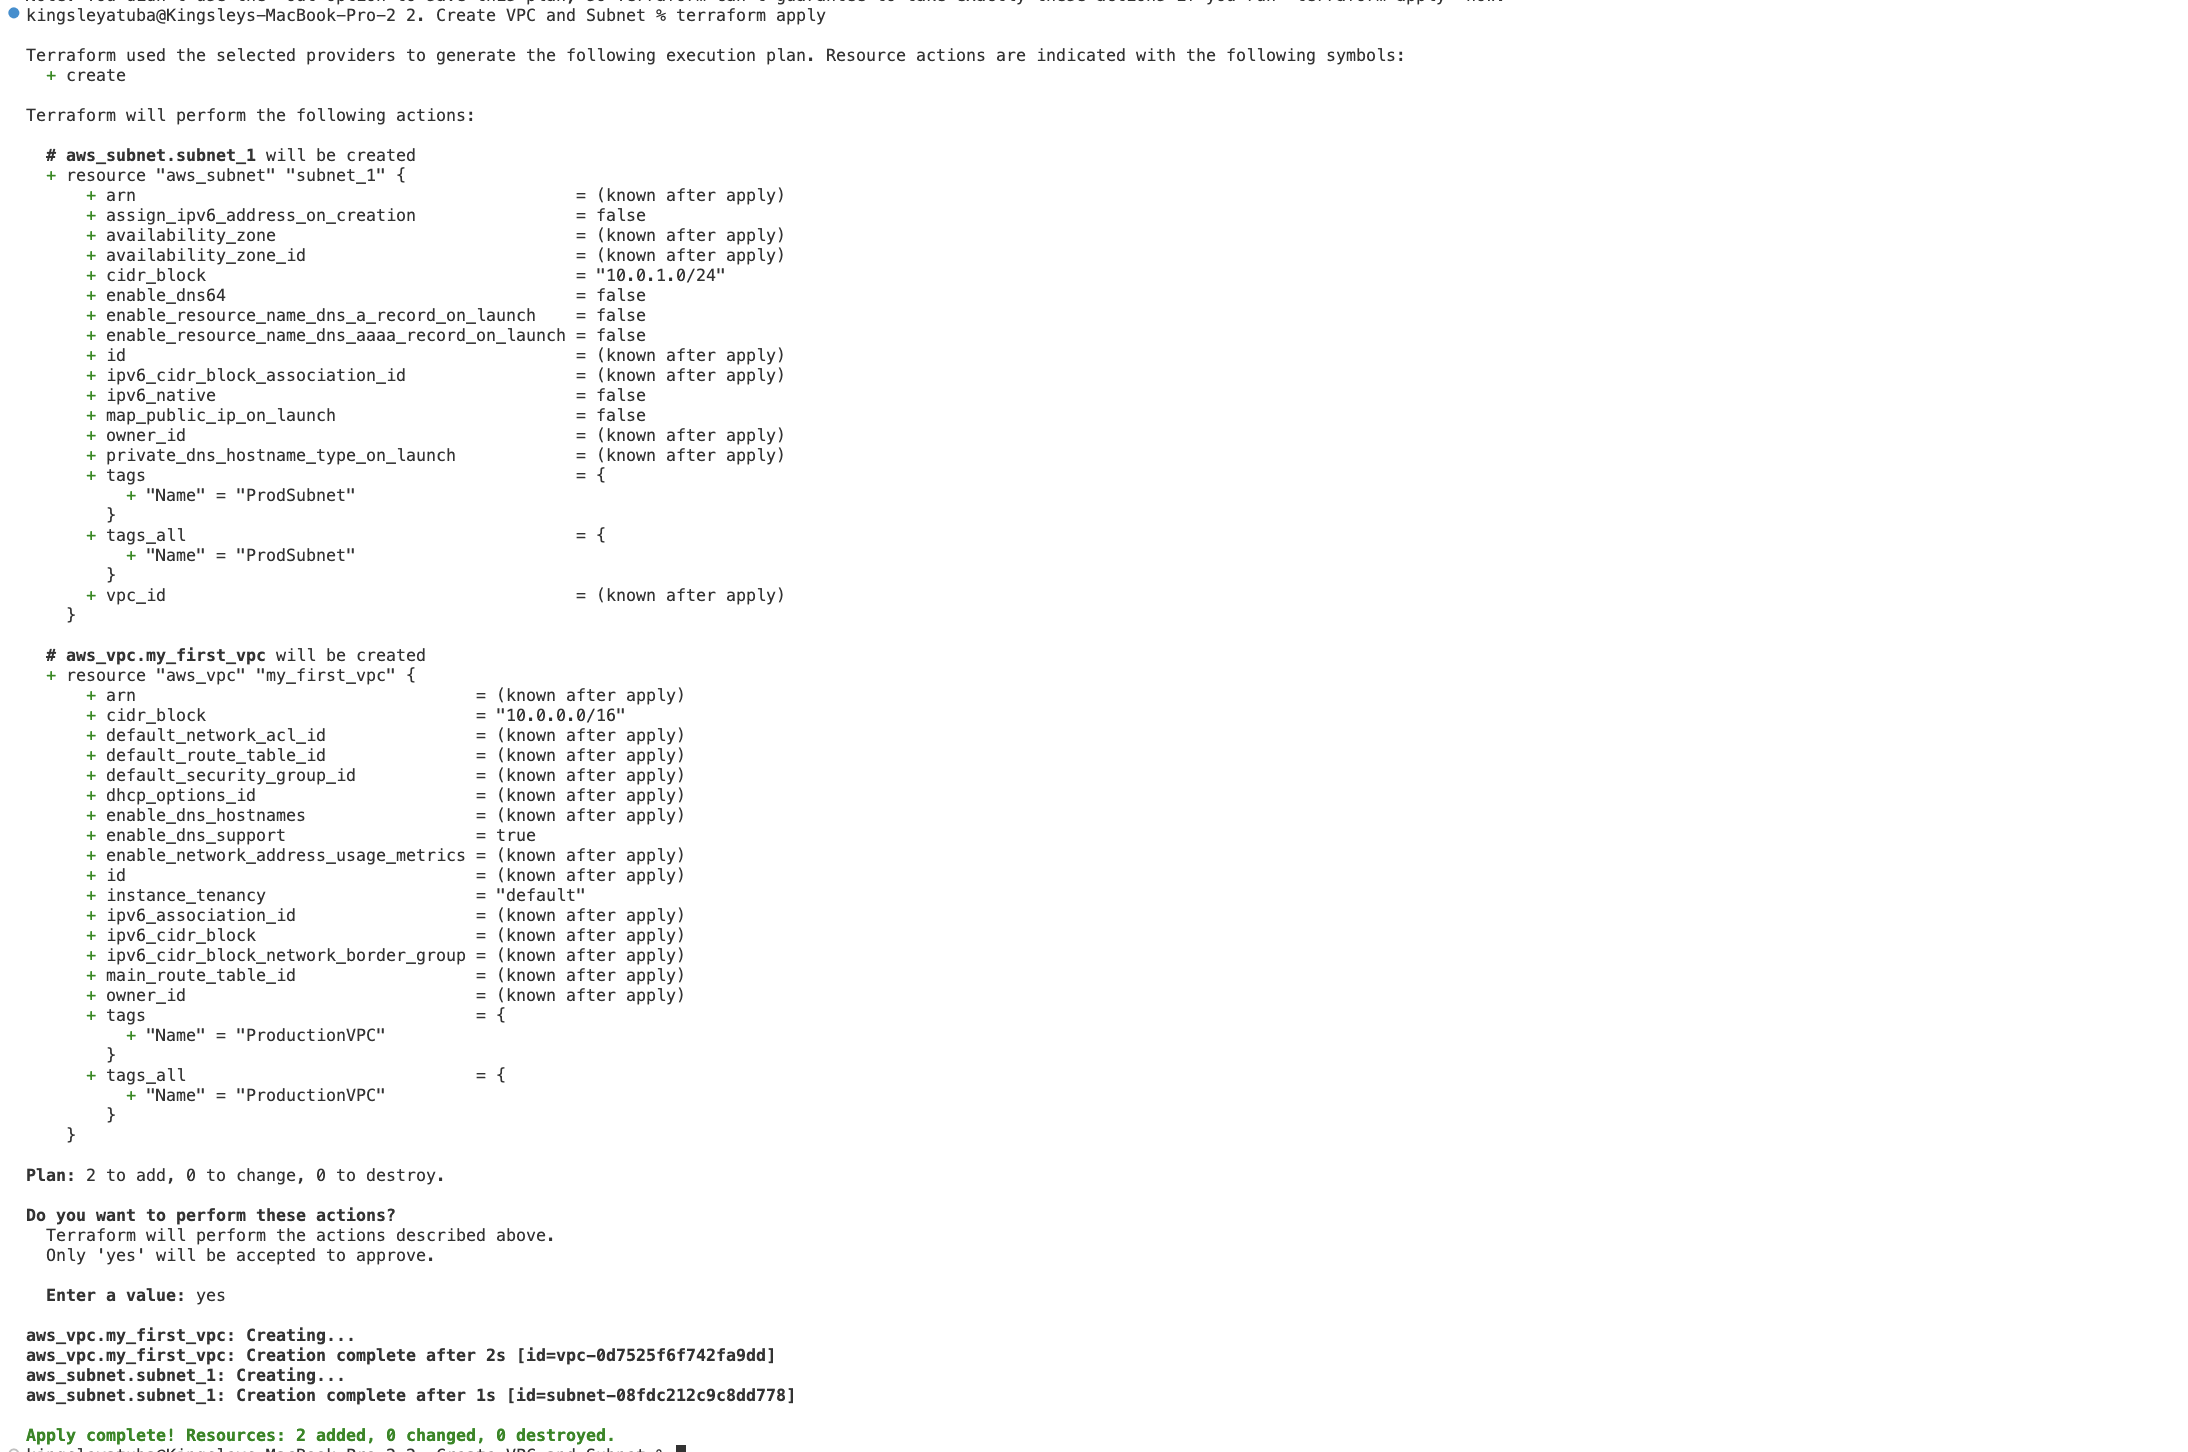 kingsleyatuba@Kingsleys-MacBook-Pro-2 2. Create VPC and Subnet % terraform apply

Terraform used the selected providers to generate the following execution plan. Resource actions are indicated with the following symbols:
  + create

Terraform will perform the following actions:

  # aws_subnet.subnet_1 will be created
  + resource "aws_subnet" "subnet_1" {
      + arn                                            = (known after apply)
      + assign_ipv6_address_on_creation                = false
      + availability_zone                              = (known after apply)
      + availability_zone_id                           = (known after apply)
      + cidr_block                                     = "10.0.1.0/24"
      + enable_dns64                                   = false
      + enable_resource_name_dns_a_record_on_launch    = false
      + enable_resource_name_dns_aaaa_record_on_launch = false
      + id                                             = (known after apply)
      + ipv6_cidr_block_association_id                 = (known after apply)
      + ipv6_native                                    = false
      + map_public_ip_on_launch                        = false
      + owner_id                                       = (known after apply)
      + private_dns_hostname_type_on_launch            = (known after apply)
      + tags                                           = {
          + "Name" = "ProdSubnet"
        }
      + tags_all                                       = {
          + "Name" = "ProdSubnet"
        }
      + vpc_id                                         = (known after apply)
    }

  # aws_vpc.my_first_vpc will be created
  + resource "aws_vpc" "my_first_vpc" {
      + arn                                  = (known after apply)
      + cidr_block                           = "10.0.0.0/16"
      + default_network_acl_id               = (known after apply)
      + default_route_table_id               = (known after apply)
      + default_security_group_id            = (known after apply)
      + dhcp_options_id                      = (known after apply)
      + enable_dns_hostnames                 = (known after apply)
      + enable_dns_support                   = true
      + enable_network_address_usage_metrics = (known after apply)
      + id                                   = (known after apply)
      + instance_tenancy                     = "default"
      + ipv6_association_id                  = (known after apply)
      + ipv6_cidr_block                      = (known after apply)
      + ipv6_cidr_block_network_border_group = (known after apply)
      + main_route_table_id                  = (known after apply)
      + owner_id                             = (known after apply)
      + tags                                 = {
          + "Name" = "ProductionVPC"
        }
      + tags_all                             = {
          + "Name" = "ProductionVPC"
        }
    }

Plan: 2 to add, 0 to change, 0 to destroy.

Do you want to perform these actions?
  Terraform will perform the actions described above.
  Only 'yes' will be accepted to approve.

  Enter a value: yes

aws_vpc.my_first_vpc: Creating...
aws_vpc.my_first_vpc: Creation complete after 2s [id=vpc-0d7525f6f742fa9dd]
aws_subnet.subnet_1: Creating...
aws_subnet.subnet_1: Creation complete after 1s [id=subnet-08fdc212c9c8dd778]

Apply complete! Resources: 2 added, 0 changed, 0 destroyed.
kingsleyatuba@Kingsleys-MacBook-Pro-2 2. Create VPC and Subnet %